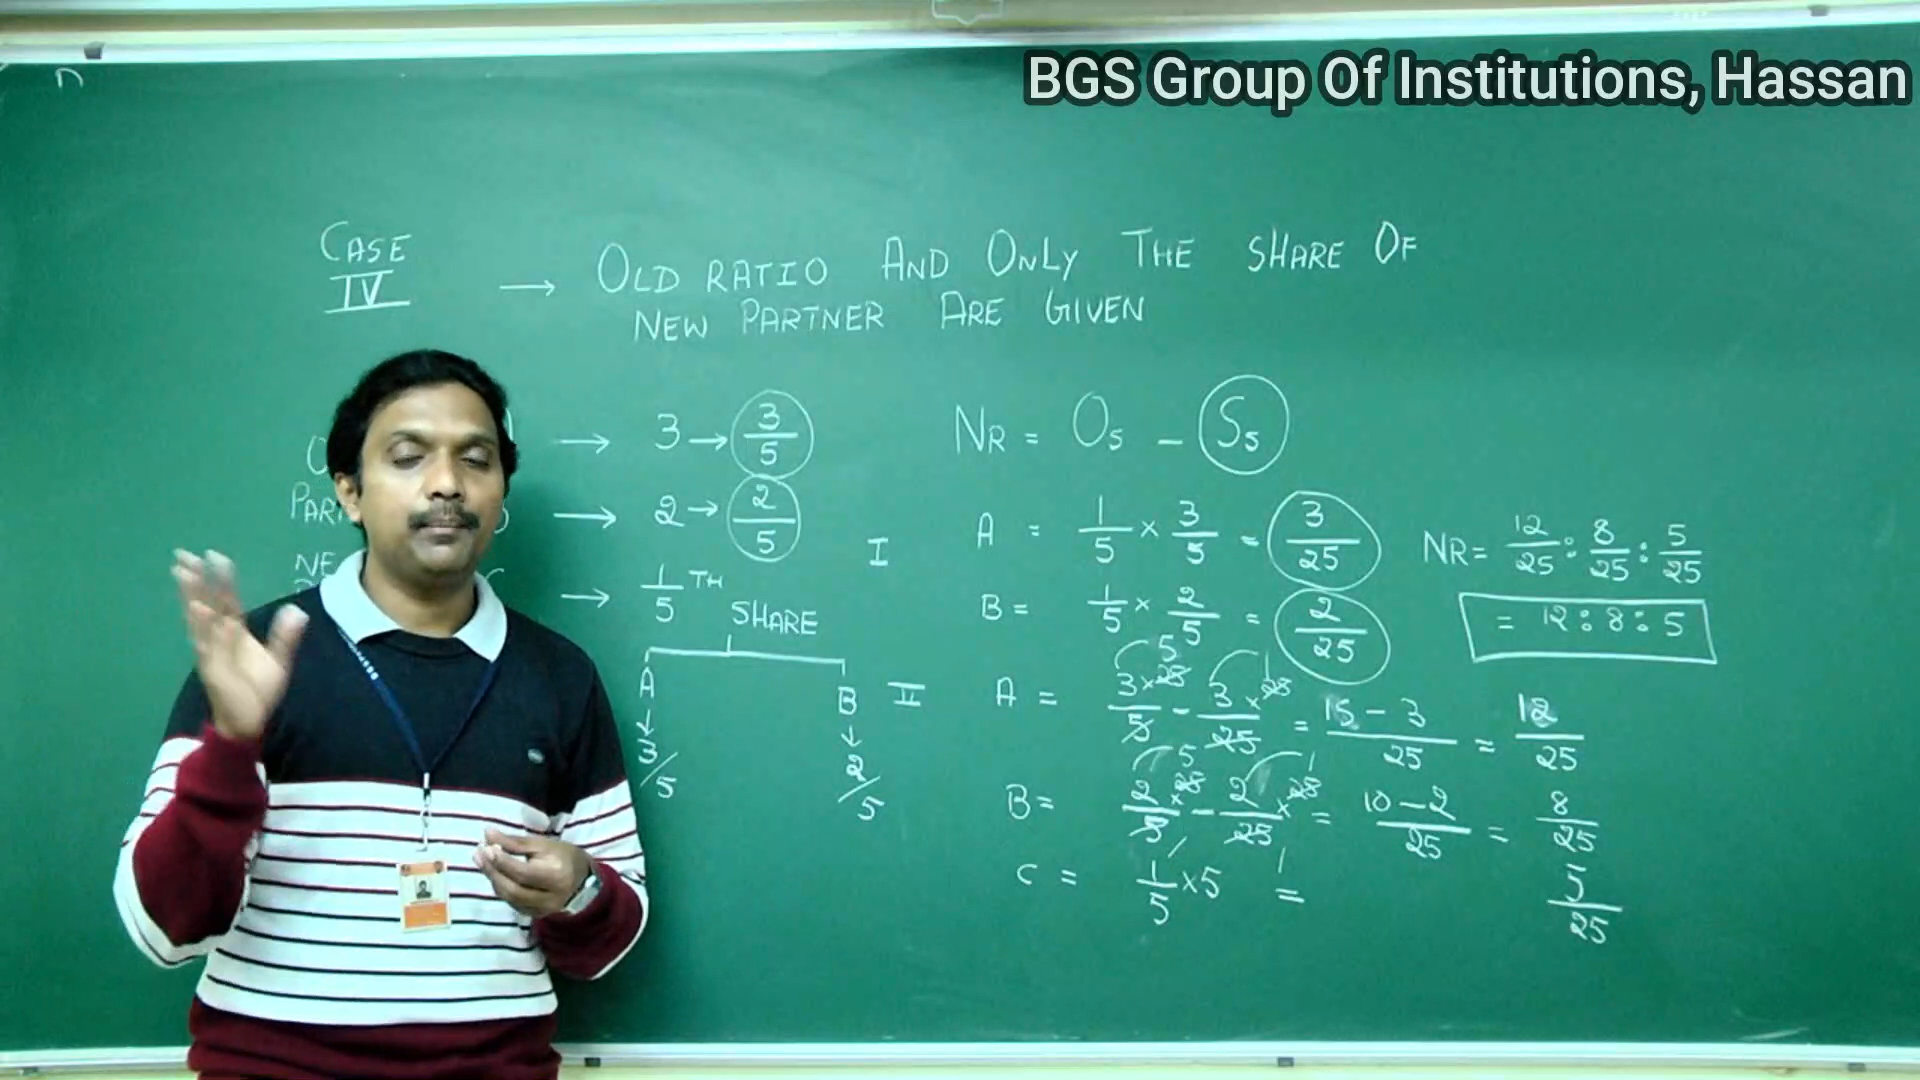 BGS Group Of Institutions, Hassan
CASE
IV
→ OLD RATIO AND ONLY THE SHARE OF
NEW PARTNER ARE GIVEN
→ 3 → 3/5
→ 2 → 2/5
→ 1/5 TH
SHARE
A B
3/5 2/5
NR = Os - Ss
I A = 1/5 × 3/5 = 3/25
B = 1/5 × 2/5 = 2/25
NR = 12/25 : 8/25 : 5/25
= 12 : 8 : 5
II A = 3/5 - 3/25 = 15 - 3/25 = 12/25
B = 2/5 - 2/25 = 10 - 2/25 = 8/25
C = 1/5 × 5 = 5/25